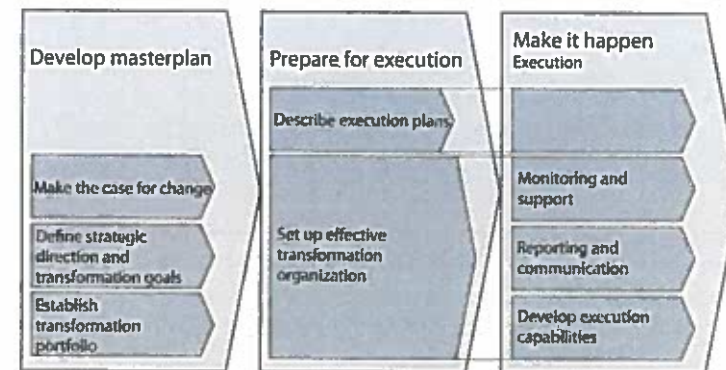 Develop masterplan
Make the case for change
Define strategic
direction and
transformation goals
Establish
transformation
portfolio
Prepare for execution
Describe execution plans
Set up effective
transformation
organization
Make it happen
Execution
Monitoring and
support
Reporting and
communication
Develop execution
capabilities